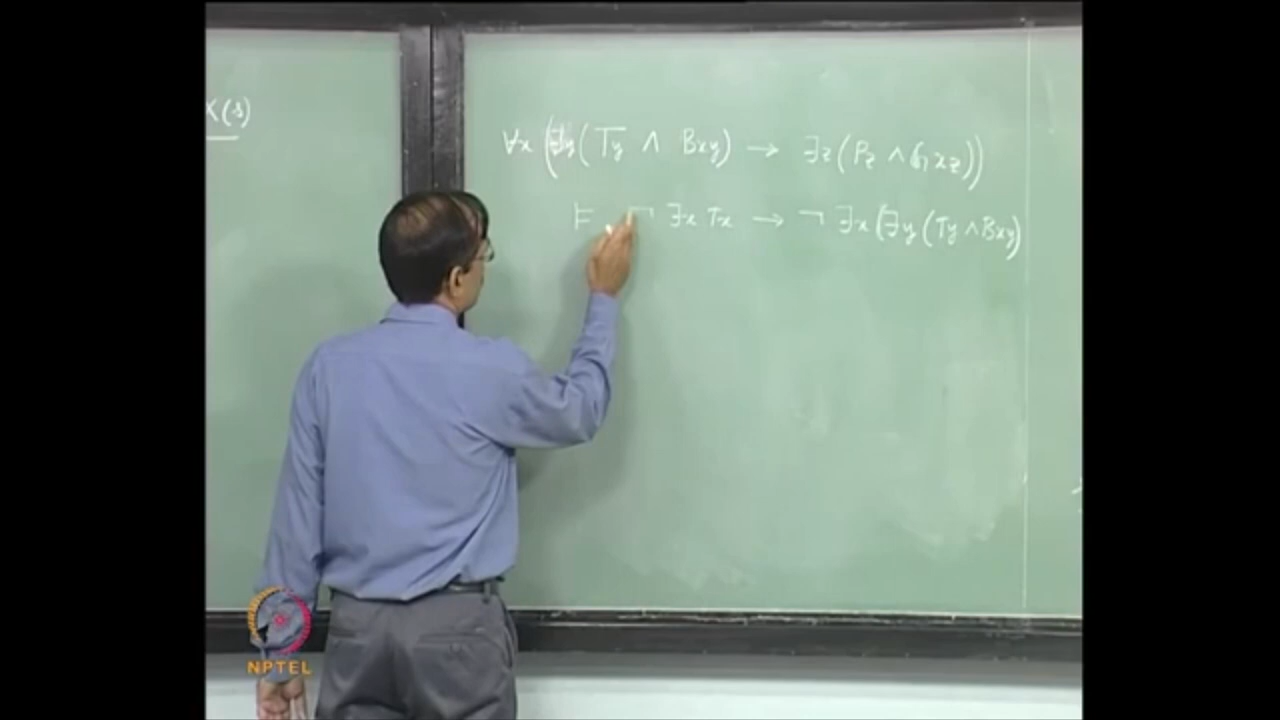 X(s)
∀x (∃y(Ty ∧ Bxy) → ∃z(Pz ∧ Gxz))
⊨ ¬ ∃x Tx → ¬ ∃x(∃y(Ty ∧ Bxy)
NPTEL